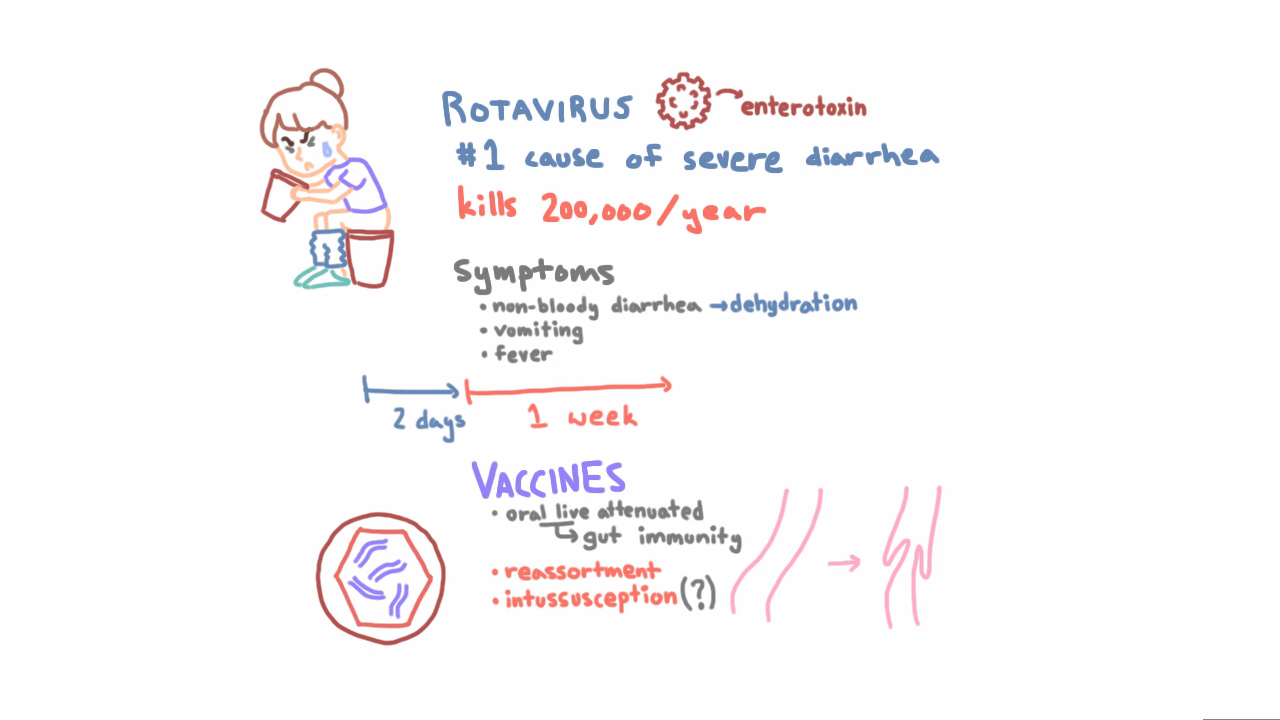 ROTAVIRUS → enterotoxin
#1 cause of severe diarrhea
kills 200,000/year
Symptoms
• non-bloody diarrhea → dehydration
• vomiting
• fever
2 days
1 week
VACCINES
• oral live attenuated
↳ gut immunity
• reassortment
• intussusception (?)